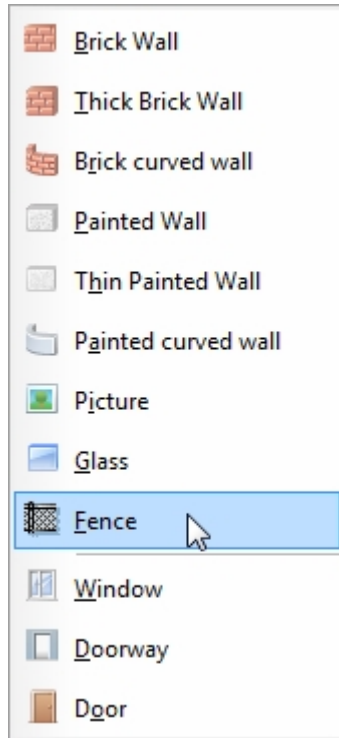 Brick Wall
Thick Brick Wall
Brick curved wall
Painted Wall
Thin Painted Wall
Painted curved wall
Picture
Glass
Fence
Window
Doorway
Door